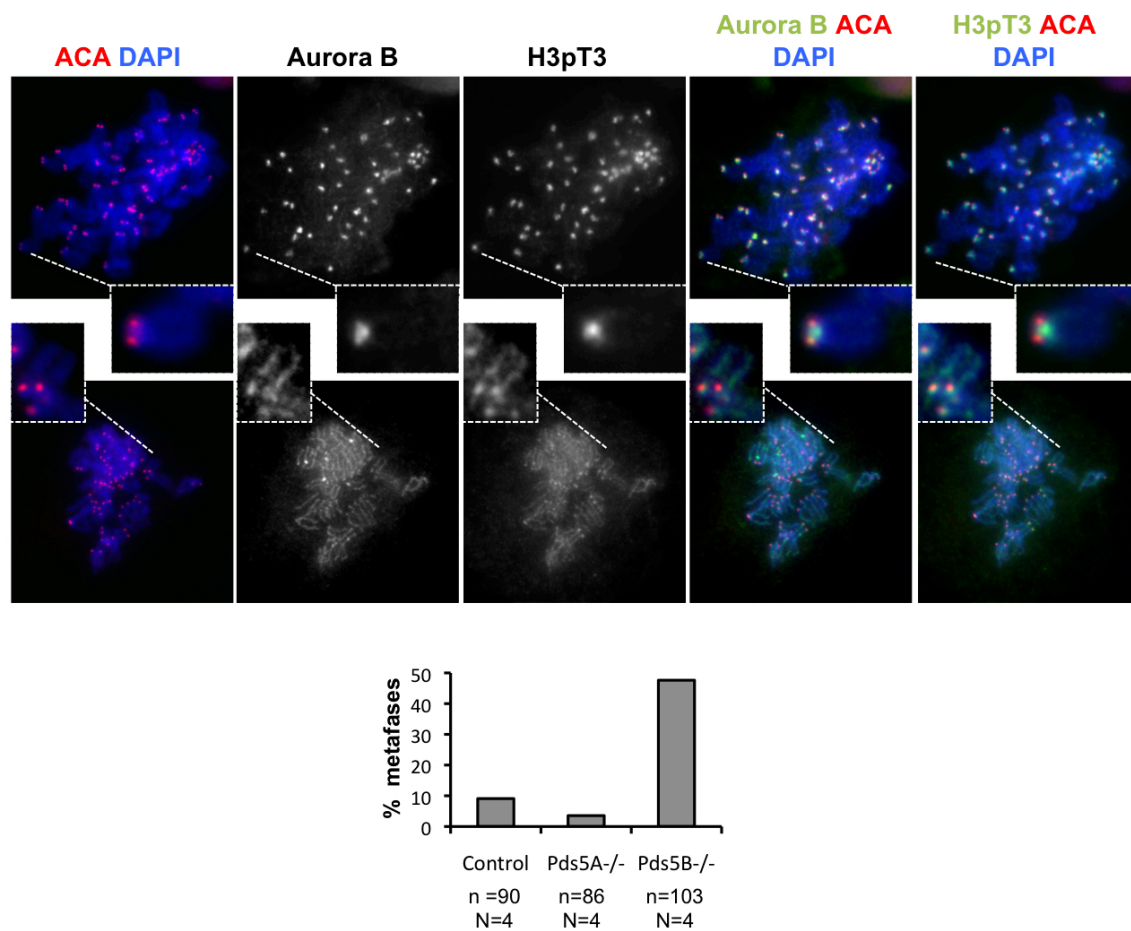 Aurora B ACA
H3pT3 ACA
ACA DAPI
Aurora B
H3pT3
DAPI
DAPI
% metafases
50
40
30
20
10
0
Control
Pds5A-/-
Pds5B-/-
n =90
n=86
n=103
N=4
N=4
N=4